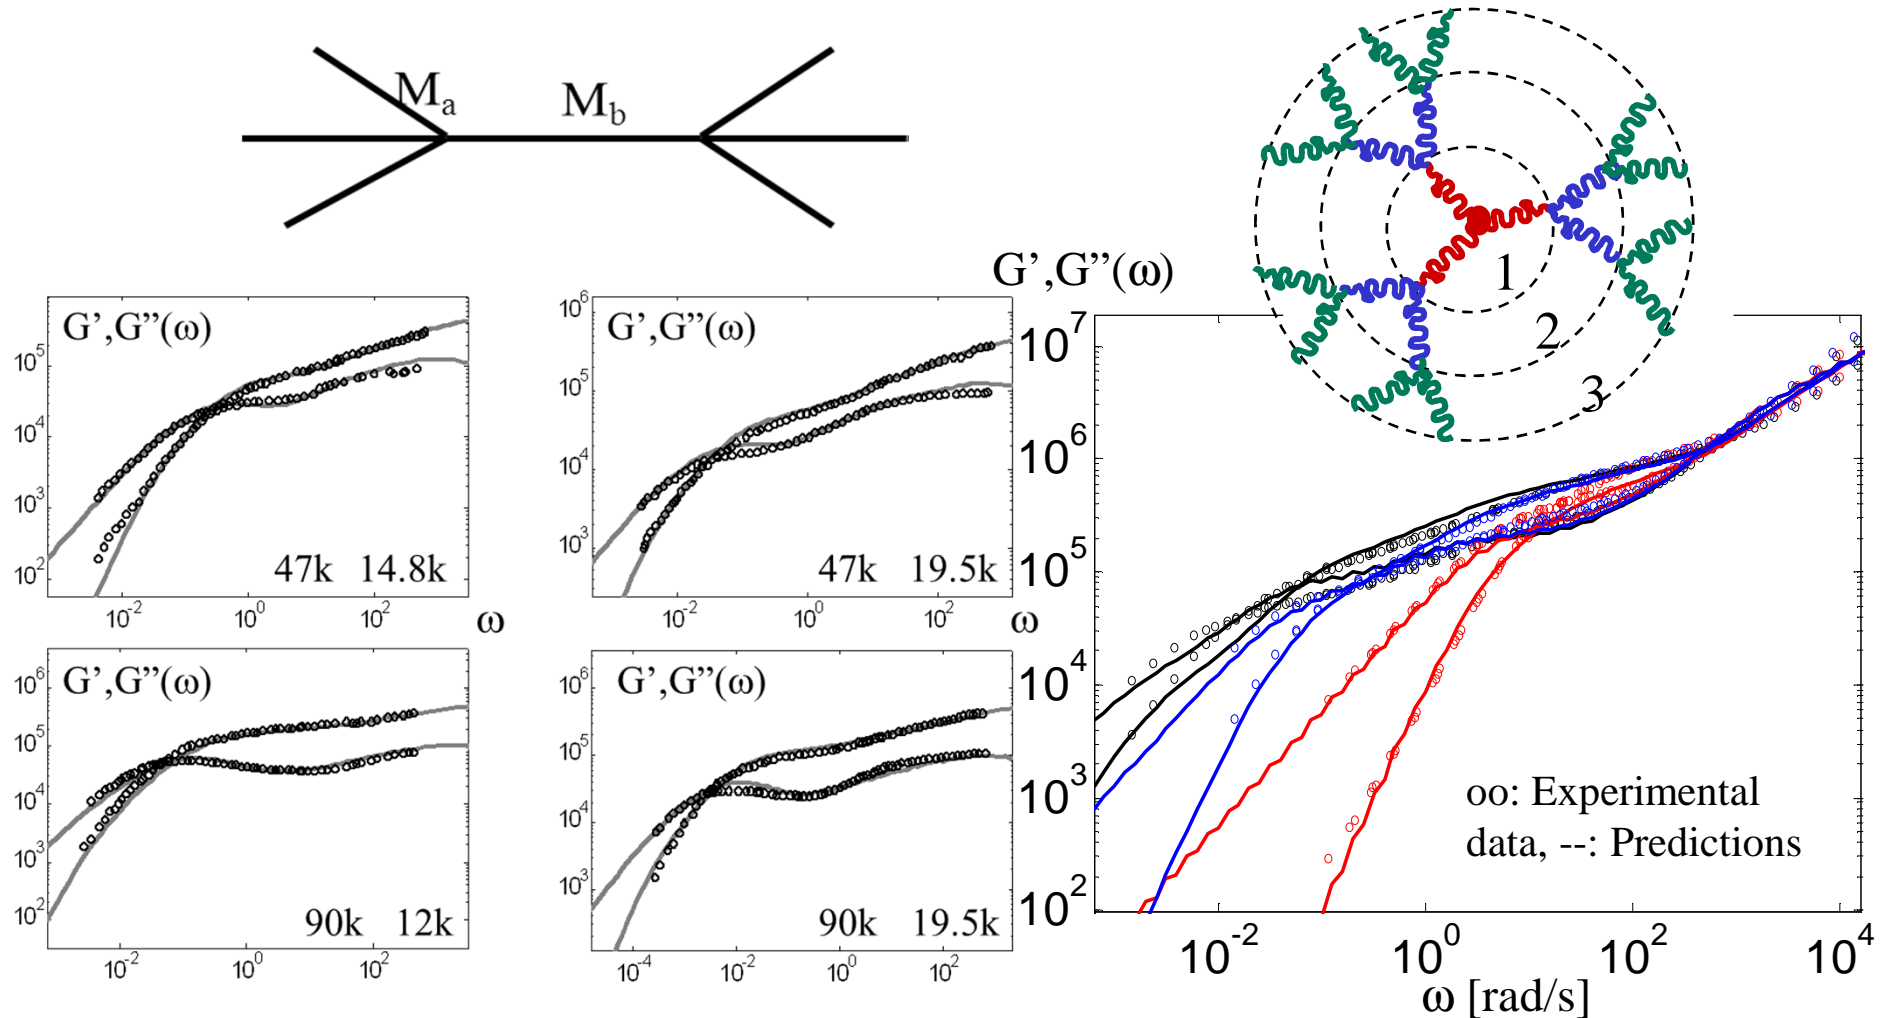 M_a
M_b
1
2
3
G’,G”(ω)
10^5
10^4
10^3
10^2
47k 14.8k
10^-2 10^0 10^2 ω
G’,G”(ω)
10^6
10^5
10^4
10^3
47k 19.5k
10^-2 10^0 10^2 ω
G’,G”(ω)
10^6
10^5
10^4
10^3
10^2
90k 12k
10^-2 10^0 10^2
G’,G”(ω)
10^6
10^5
10^4
10^3
90k 19.5k
10^-4 10^-2 10^0 10^2
G’,G”(ω)
10^7
10^6
10^5
10^4
10^3
10^2
oo: Experimental
data, --: Predictions
10^-2 10^0 10^2 10^4
ω [rad/s]